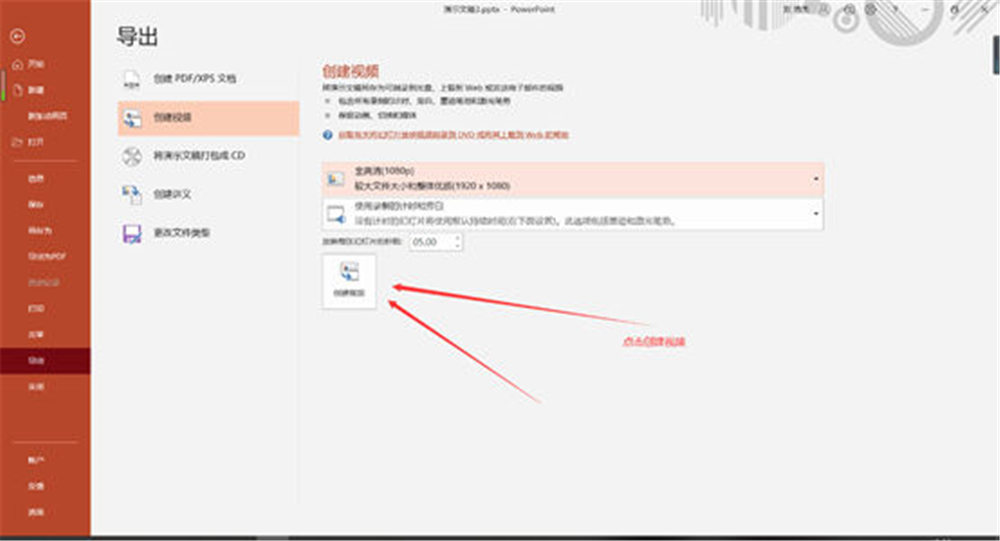 演示文稿2.pptx - PowerPoint
导出
开始
新建
打开
信息
保存
另存为
导出为PDF
打印
共享
导出
关闭
帐户
反馈
选项
创建 PDF/XPS 文档
创建视频
将演示文稿打包成 CD
创建讲义
更改文件类型
创建视频
将演示文稿另存为可刻录到光盘、上载到 Web 或发送电子邮件的视频
包含所有录制的计时、旁白、墨迹笔划和激光笔势
保留动画、切换和媒体
获取有关将幻灯片放映视频刻录到 DVD 或将其上载到 Web 的帮助
全高清(1080p)
较大文件大小和整体优质(1920 x 1080)
使用录制的计时和旁白
没有计时的幻灯片将使用默认持续时间(在下面设置)。此选项包括墨迹和激光笔势。
放映每张幻灯片的秒数: 05.00
创建视频
点击创建视频